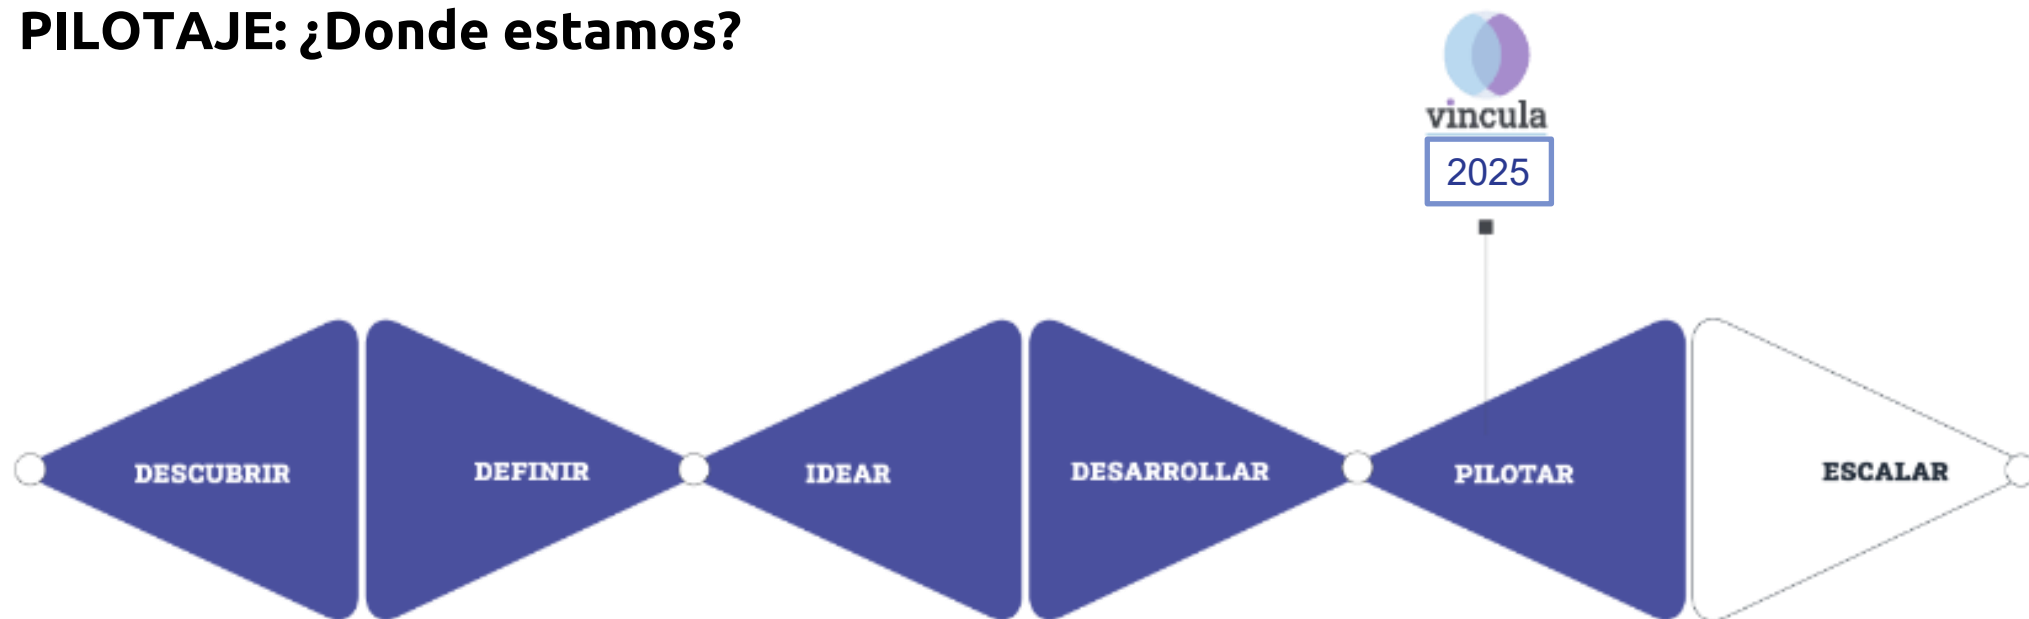 PILOTAJE: ¿Donde estamos?
vincula
2025
DESCUBRIR
DEFINIR
IDEAR
DESARROLLAR
PILOTAR
ESCALAR